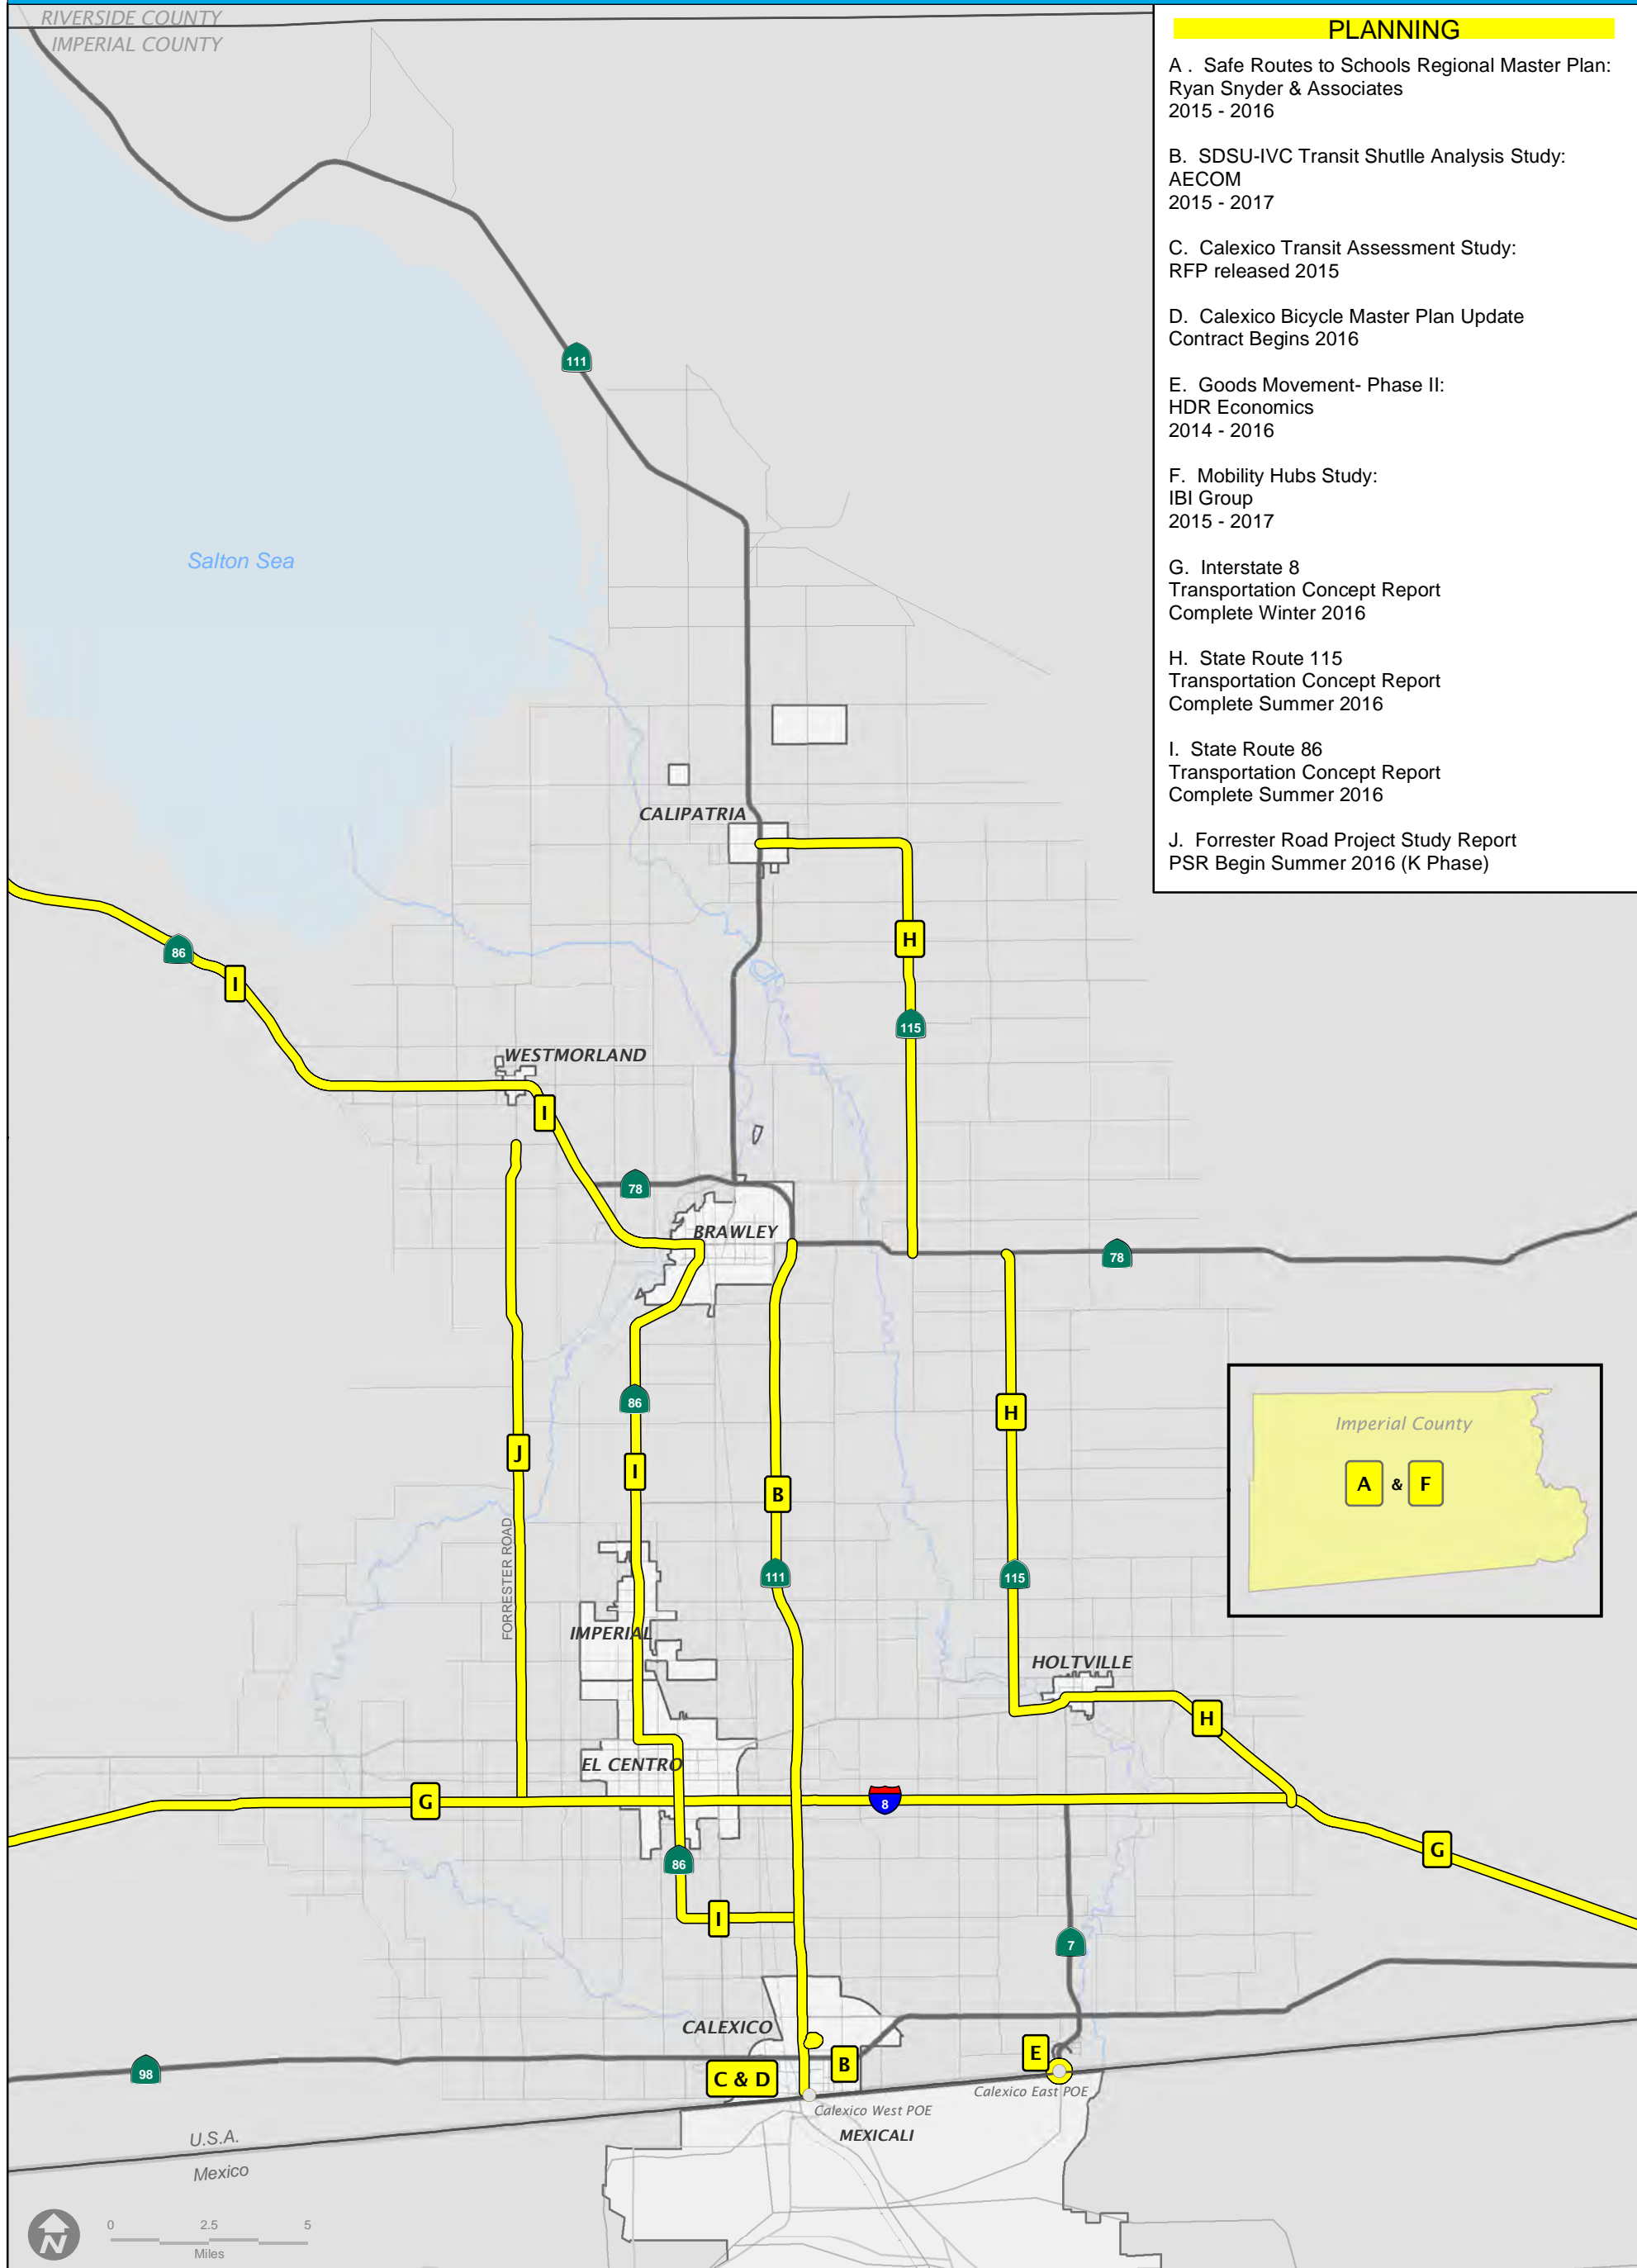 RIVERSIDE COUNTY
IMPERIAL COUNTY
PLANNING
A . Safe Routes to Schools Regional Master Plan:
Ryan Snyder & Associates
2015 - 2016
B. SDSU-IVC Transit Shutlle Analysis Study:
AECOM
2015 - 2017
C. Calexico Transit Assessment Study:
RFP released 2015
D. Calexico Bicycle Master Plan Update
Contract Begins 2016
E. Goods Movement- Phase II:
HDR Economics
2014 - 2016
F. Mobility Hubs Study:
IBI Group
2015 - 2017
G. Interstate 8
Transportation Concept Report
Complete Winter 2016
H. State Route 115
Transportation Concept Report
Complete Summer 2016
I. State Route 86
Transportation Concept Report
Complete Summer 2016
J. Forrester Road Project Study Report
PSR Begin Summer 2016 (K Phase)
111
Salton Sea
CALIPATRIA
H
86
I
115
WESTMORLAND
I
78
BRAWLEY
78
86
H
Imperial County
A & F
J
I
B
FORRESTER ROAD
111
115
IMPERIAL
HOLTVILLE
H
EL CENTRO
G
8
G
86
I
7
CALEXICO
E
B
98
C & D
Calexico East POE
Calexico West POE
MEXICALI
U.S.A.
Mexico
N
0 2.5 5
Miles